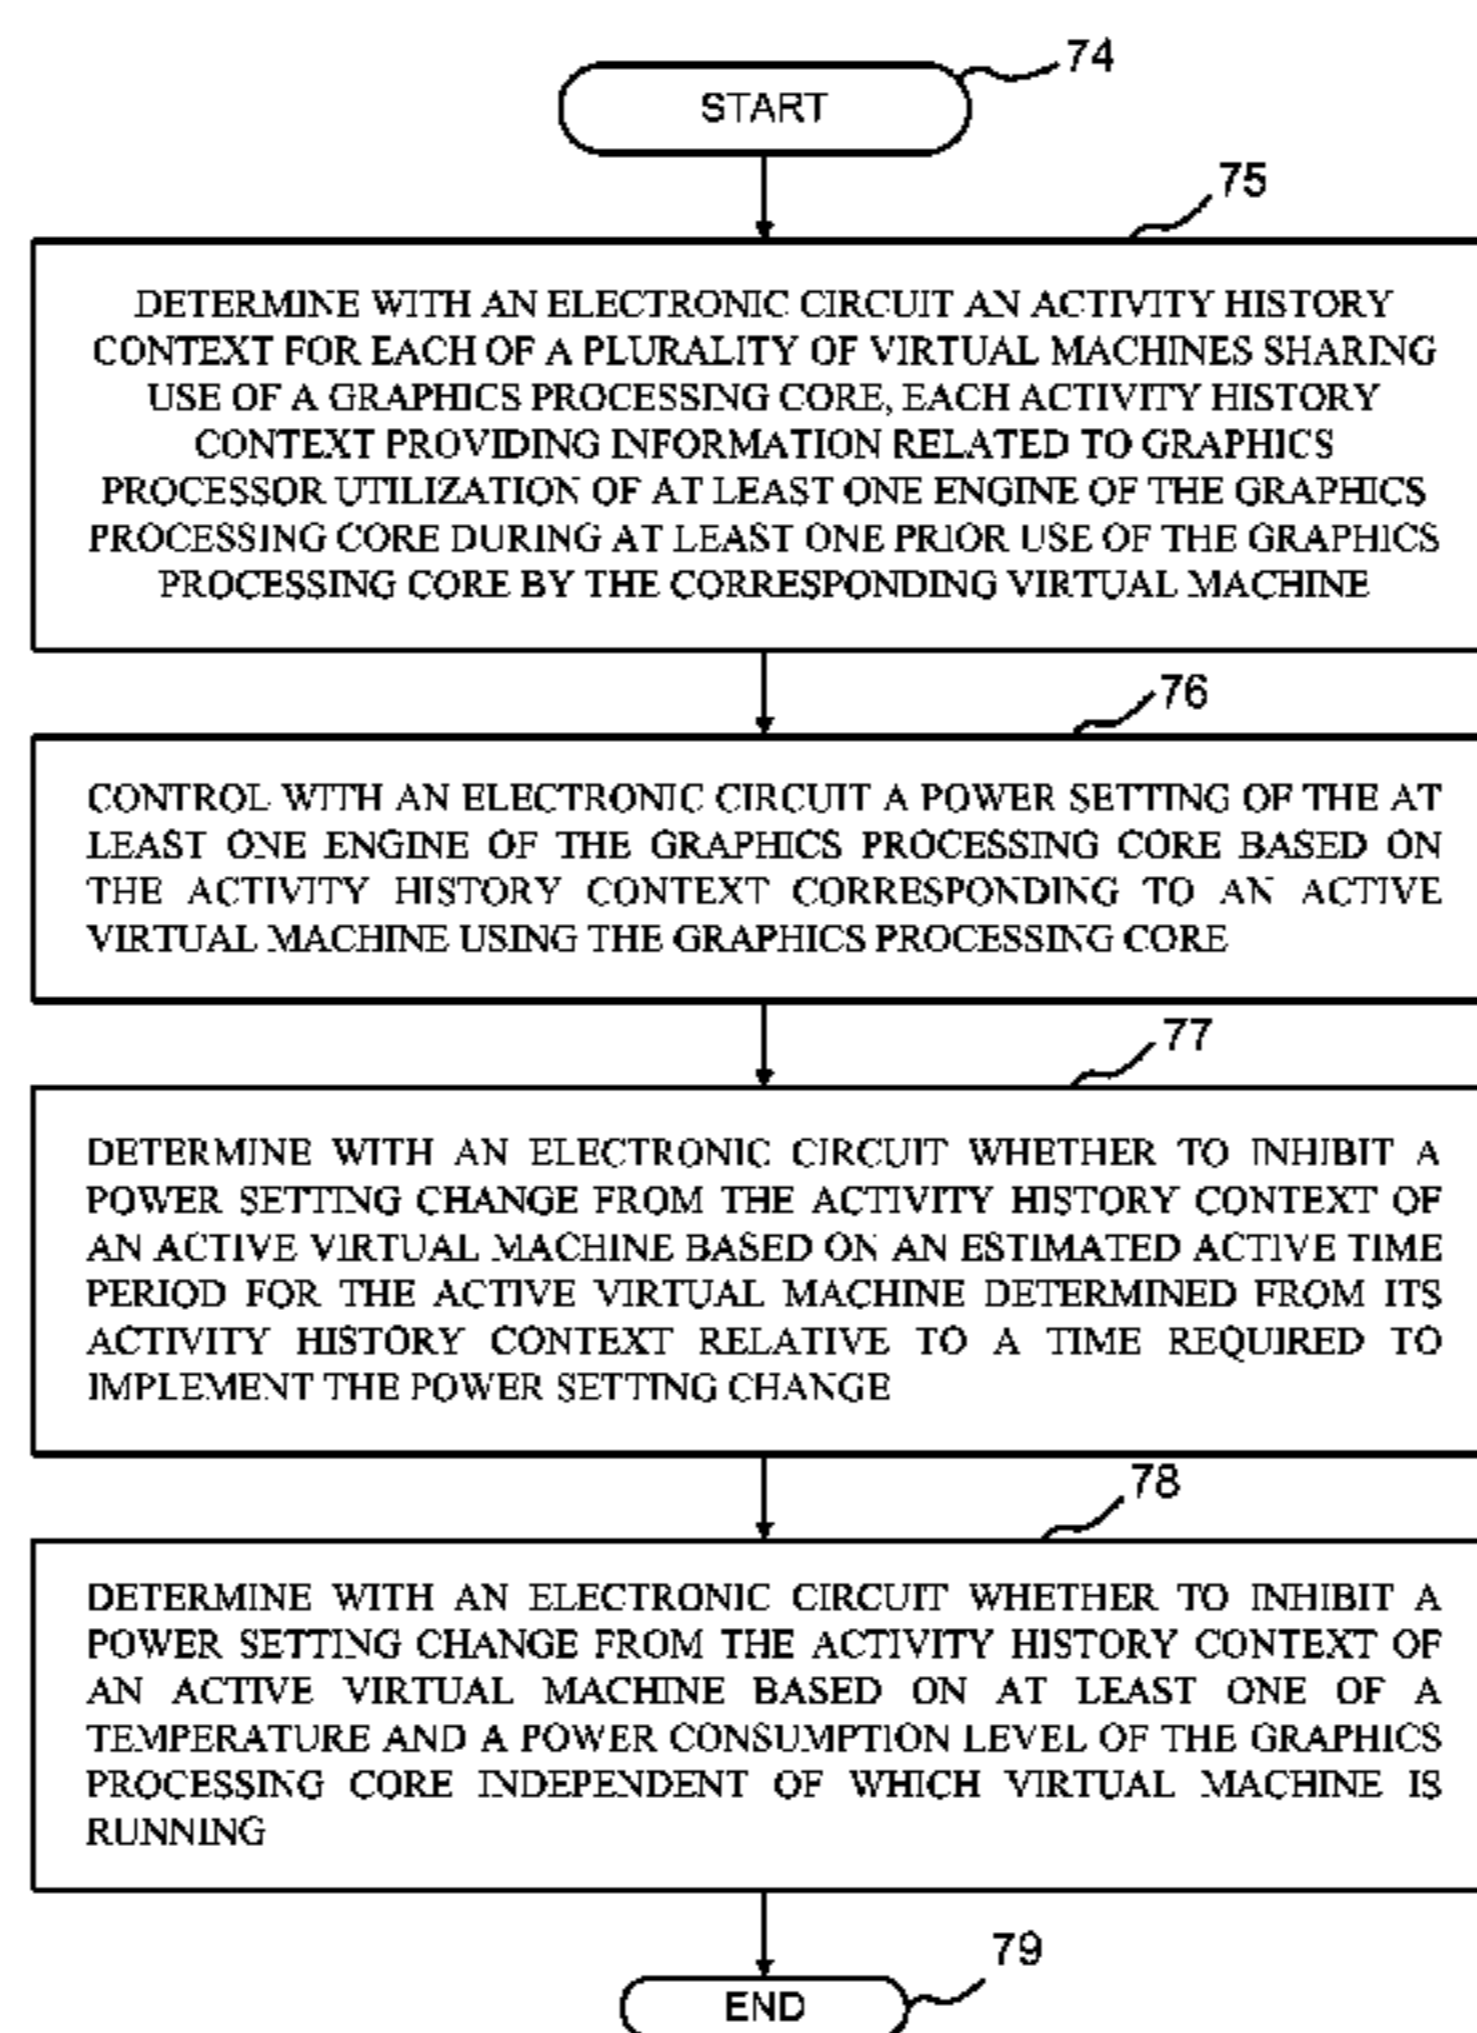 74
START
75
DETERMINE WITH AN ELECTRONIC CIRCUIT AN ACTIVITY HISTORY
CONTEXT FOR EACH OF A PLURALITY OF VIRTUAL MACHINES SHARING
USE OF A GRAPHICS PROCESSING CORE, EACH ACTIVITY HISTORY
CONTEXT PROVIDING INFORMATION RELATED TO GRAPHICS
PROCESSOR UTILIZATION OF AT LEAST ONE ENGINE OF THE GRAPHICS
PROCESSING CORE DURING AT LEAST ONE PRIOR USE OF THE GRAPHICS
PROCESSING CORE BY THE CORRESPONDING VIRTUAL MACHINE
76
CONTROL WITH AN ELECTRONIC CIRCUIT A POWER SETTING OF THE AT
LEAST ONE ENGINE OF THE GRAPHICS PROCESSING CORE BASED ON
THE ACTIVITY HISTORY CONTEXT CORRESPONDING TO AN ACTIVE
VIRTUAL MACHINE USING THE GRAPHICS PROCESSING CORE
77
DETERMINE WITH AN ELECTRONIC CIRCUIT WHETHER TO INHIBIT A
POWER SETTING CHANGE FROM THE ACTIVITY HISTORY CONTEXT OF
AN ACTIVE VIRTUAL MACHINE BASED ON AN ESTIMATED ACTIVE TIME
PERIOD FOR THE ACTIVE VIRTUAL MACHINE DETERMINED FROM ITS
ACTIVITY HISTORY CONTEXT RELATIVE TO A TIME REQUIRED TO
IMPLEMENT THE POWER SETTING CHANGE
78
DETERMINE WITH AN ELECTRONIC CIRCUIT WHETHER TO INHIBIT A
POWER SETTING CHANGE FROM THE ACTIVITY HISTORY CONTEXT OF
AN ACTIVE VIRTUAL MACHINE BASED ON AT LEAST ONE OF A
TEMPERATURE AND A POWER CONSUMPTION LEVEL OF THE GRAPHICS
PROCESSING CORE INDEPENDENT OF WHICH VIRTUAL MACHINE IS
RUNNING
79
END